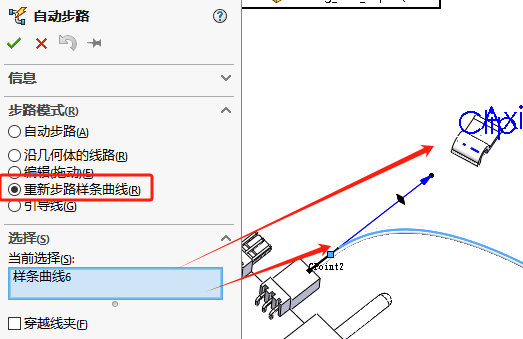 自动步路
信息
步路模式(R)
自动步路(A)
沿几何体的线路(R)
编辑(拖动)(E)
重新步路样条曲线(R)
引导线(G)
选择(S)
当前选择(S):
样条曲线6
穿越线夹(F)
CPoint2